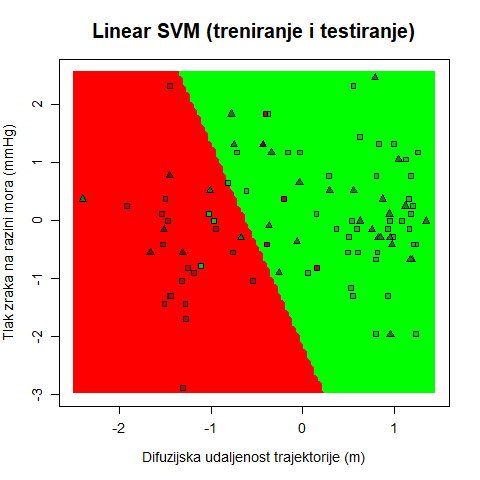 Linear SVM (treniranje i testiranje)
Tlak zraka na razini mora (mmHg)
2
1
0
-1
-2
-3
-2 -1 0 1
Difuzijska udaljenost trajektorije (m)